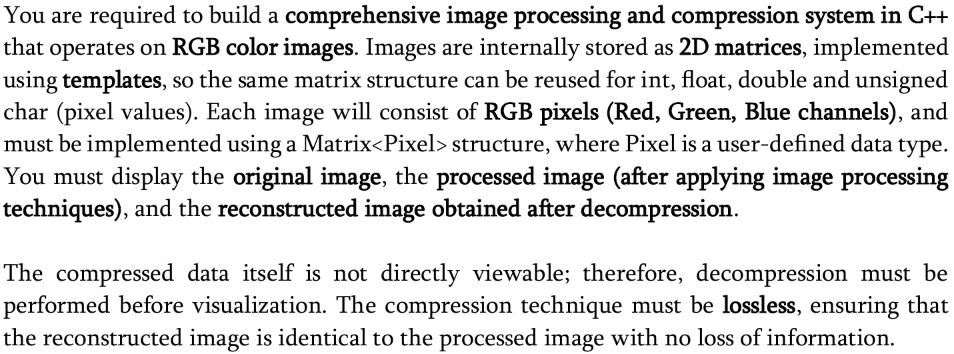 You are required to build a comprehensive image processing and compression system in C++
that operates on RGB color images. Images are internally stored as 2D matrices, implemented
using templates, so the same matrix structure can be reused for int, float, double and unsigned
char (pixel values). Each image will consist of RGB pixels (Red, Green, Blue channels), and
must be implemented using a Matrix<Pixel> structure, where Pixel is a user-defined data type.
You must display the original image, the processed image (after applying image processing
techniques), and the reconstructed image obtained after decompression.
The compressed data itself is not directly viewable; therefore, decompression must be
performed before visualization. The compression technique must be lossless, ensuring that
the reconstructed image is identical to the processed image with no loss of information.